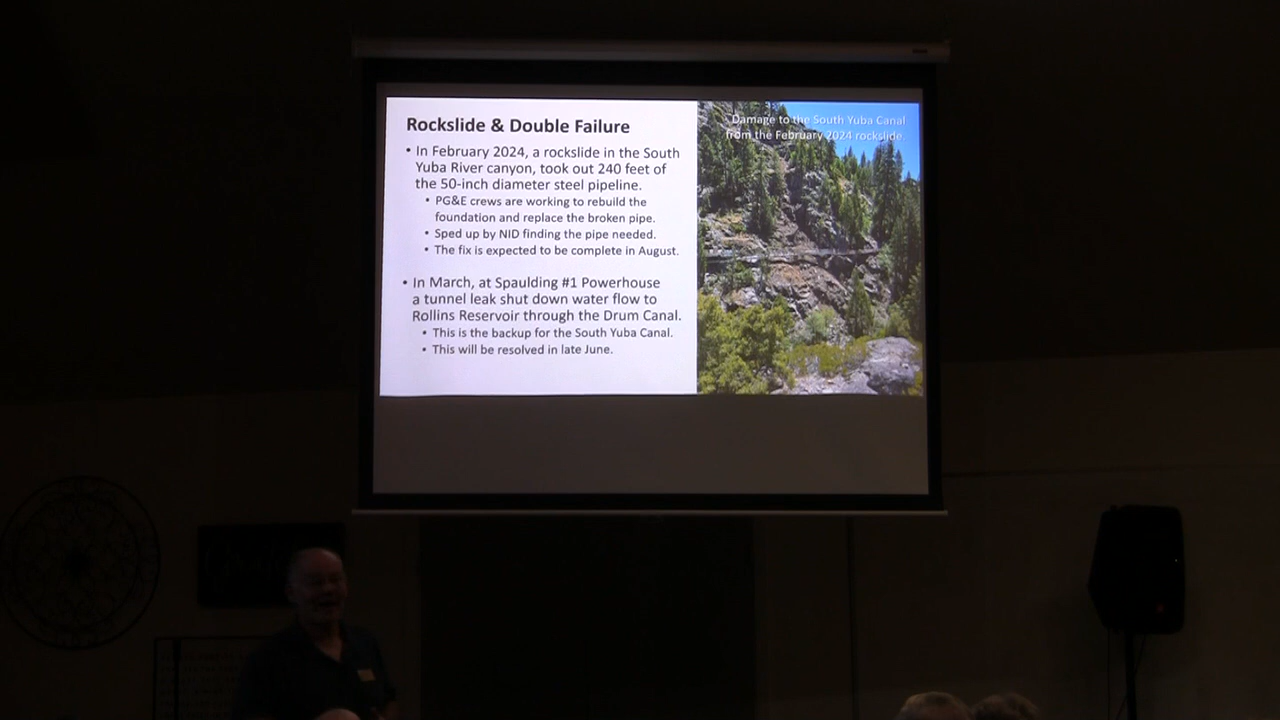 Rockslide & Double Failure
• In February 2024, a rockslide in the South
Yuba River canyon, took out 240 feet of
the 50-inch diameter steel pipeline.
• PG&E crews are working to rebuild the
foundation and replace the broken pipe.
• Sped up by NID finding the pipe needed.
• The fix is expected to be complete in August.
• In March, at Spaulding #1 Powerhouse
a tunnel leak shut down water flow to
Rollins Reservoir through the Drum Canal.
• This is the backup for the South Yuba Canal.
• This will be resolved in late June.
Damage to the South Yuba Canal
from the February 2024 rockslide.